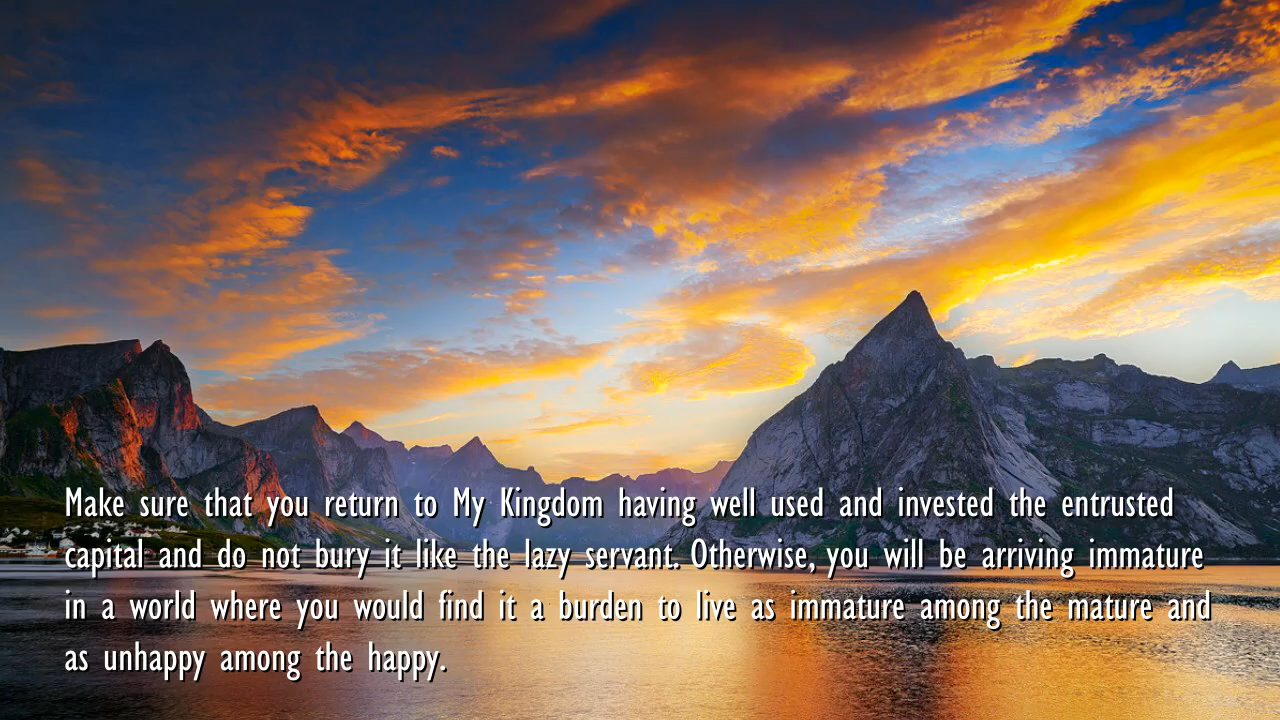 Make sure that you return to My Kingdom having well used and invested the entrusted
capital and do not bury it like the lazy servant. Otherwise, you will be arriving immature
in a world where you would find it a burden to live as immature among the mature and
as unhappy among the happy.